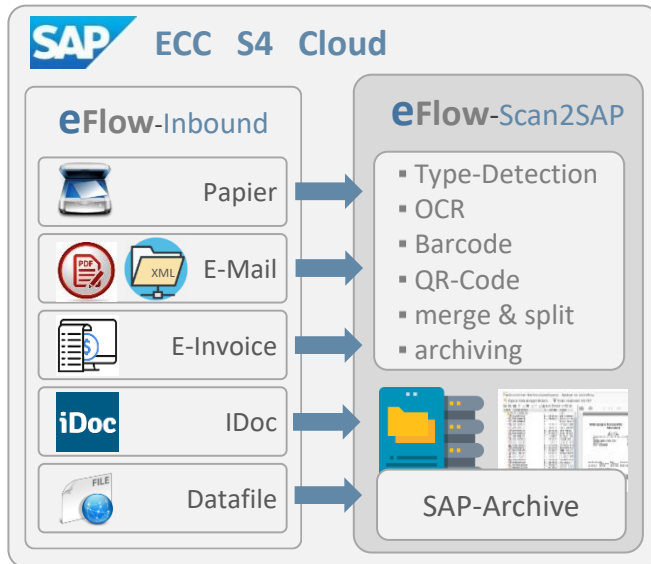 SAP ECC S4 Cloud
eFlow-Inbound
Papier
PDF XML E-Mail
$ E-Invoice
iDoc IDoc
FILE Datafile
eFlow-Scan2SAP
▪ Type-Detection
▪ OCR
▪ Barcode
▪ QR-Code
▪ merge & split
▪ archiving
SAP-Archive